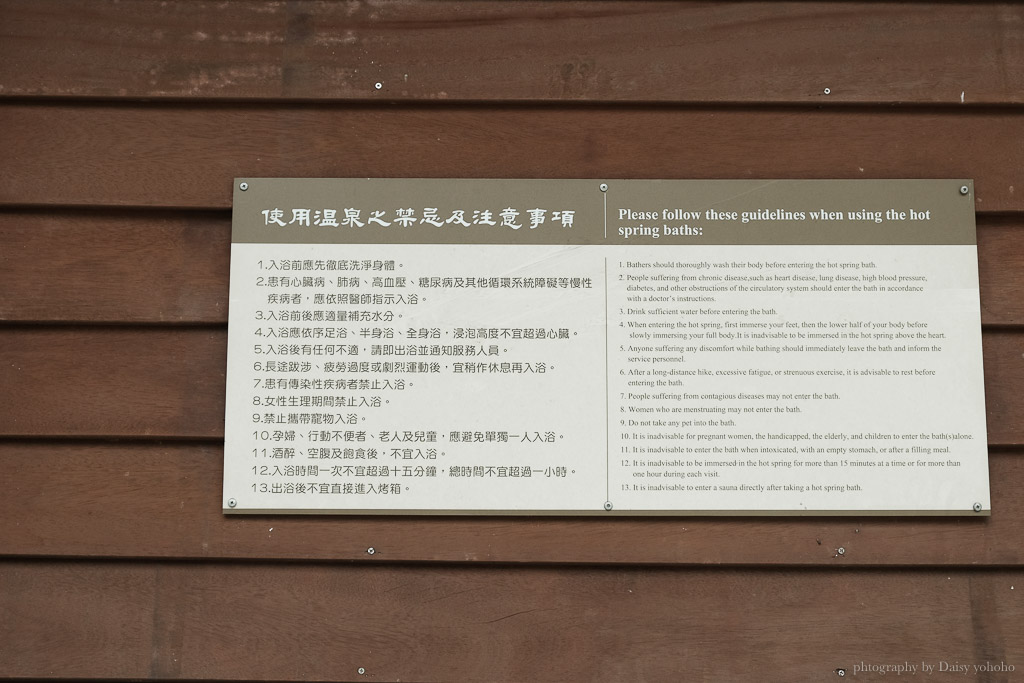 使用温泉之禁忌及注意事項
1.入浴前應先徹底洗淨身體。
2.患有心臟病、肺病、高血壓、糖尿病及其他循環系統障礙等慢性
疾病者，應依照醫師指示入浴。
3.入浴前後應適量補充水分。
4.入浴應依序足浴、半身浴、全身浴，浸泡高度不宜超過心臟。
5.入浴後有任何不適，請即出浴並通知服務人員。
6.長途跋涉、疲勞過度或劇烈運動後，宜稍作休息再入浴。
7.患有傳染性疾病者禁止入浴。
8.女性生理期間禁止入浴。
9.禁止攜帶寵物入浴。
10.孕婦、行動不便者、老人及兒童，應避免單獨一人入浴。
11.酒醉、空腹及飽食後，不宜入浴。
12.入浴時間一次不宜超過十五分鐘，總時間不宜超過一小時。
13.出浴後不宜直接進入烤箱。
Please follow these guidelines when using the hot
spring baths:
1. Bathers should thoroughly wash their body before entering the hot spring bath.
2. People suffering from chronic disease,such as heart disease, lung disease, high blood pressure,
diabetes, and other obstructions of the circulatory system should enter the bath in accordance
with a doctor's instructions.
3. Drink sufficient water before entering the bath.
4. When entering the hot spring, first immerse your feet, then the lower half of your body before
slowly immersing your full body.It is inadvisable to be immersed in the hot spring above the heart.
5. Anyone suffering any discomfort while bathing should immediately leave the bath and inform the
service personnel.
6. After a long-distance hike, excessive fatigue, or strenuous exercise, it is advisable to rest before
entering the bath.
7. People suffering from contagious diseases may not enter the bath.
8. Women who are menstruating may not enter the bath.
9. Do not take any pet into the bath.
10. It is inadvisable for pregnant women, the handicapped, the elderly, and children to enter the bath(s)alone.
11. It is inadvisable to enter the bath when intoxicated, with an empty stomach, or after a filling meal.
12. It is inadvisable to be immersed in the hot spring for more than 15 minutes at a time or for more than
one hour during each visit.
13. It is inadvisable to enter a sauna directly after taking a hot spring bath.
photography by Daisy yohoho